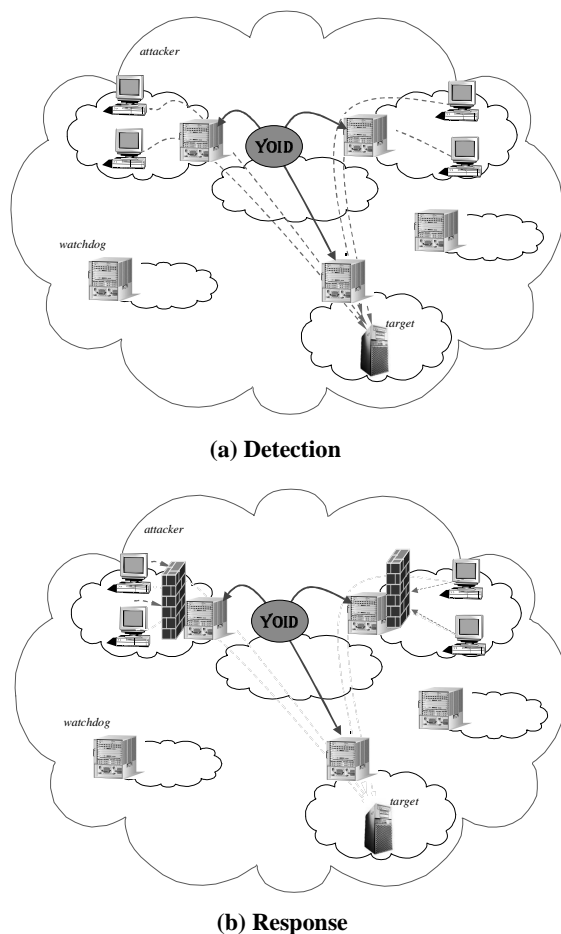 attacker
YOID
watchdog
target
(a) Detection
attacker
YOID
watchdog
target
(b) Response